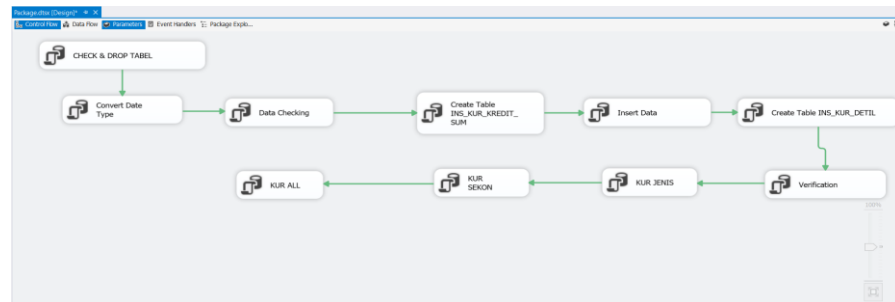 Package.dtsx [Design]*
Control Flow Data Flow Parameters Event Handlers Package Explo...
CHECK & DROP TABEL
Convert Date
Type
Data Checking
Create Table
INS_KUR_KREDIT_
SUM
Insert Data
Create Table INS_KUR_DETIL
KUR ALL
KUR
SEKON
KUR JENIS
Verification
100%